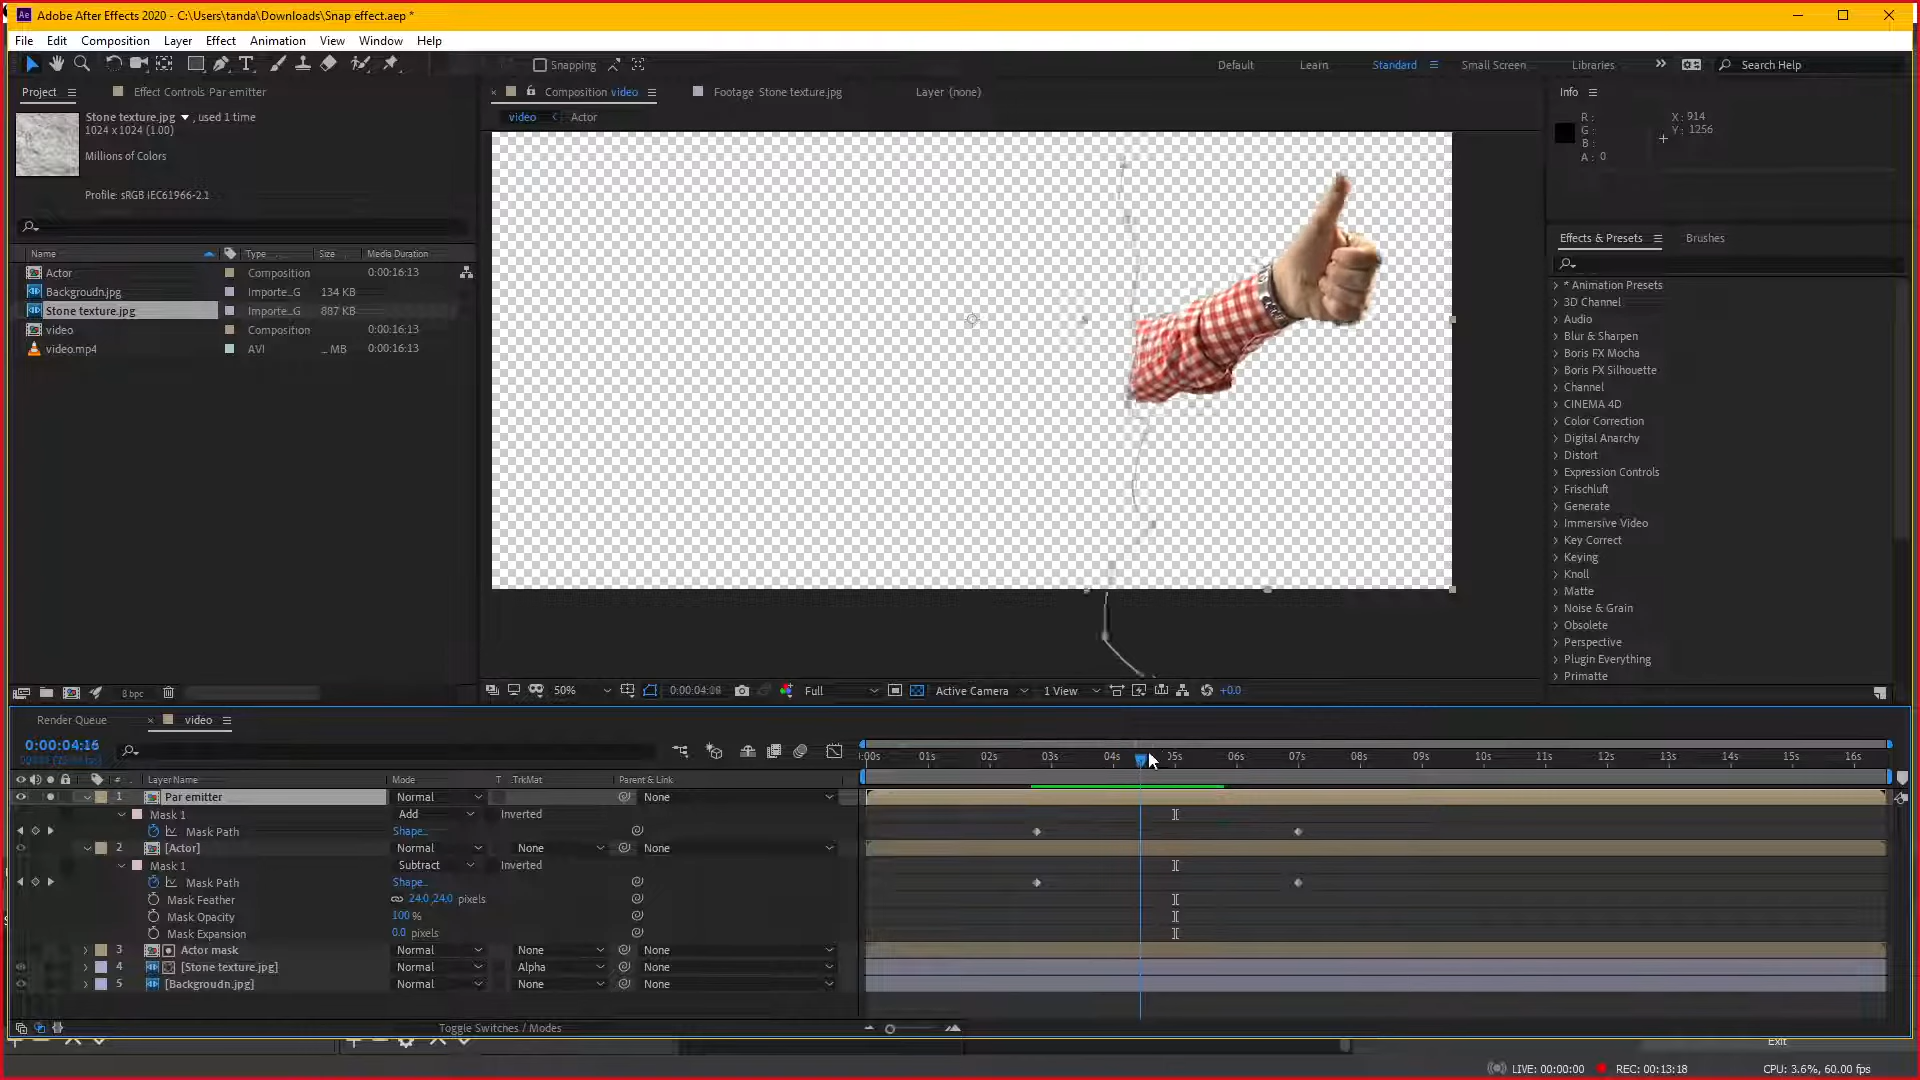 Adobe After Effects 2020 - C:\Users\tanda\Downloads\Snap effect.aep *
File Edit Composition Layer Effect Animation View Window Help
Snapping Default Learn Standard Small Screen Libraries Search Help
Project Effect Controls Par emitter
Composition video Footage Stone texture.jpg Layer (none)
Info
video Actor
Stone texture.jpg , used 1 time
1024 x 1024 (1.00)
Millions of Colors
Profile: sRGB IEC61966-2.1
R: X: 914
G: Y: 1256
B:
A: 0
Name Type Size Media Duration
Actor Composition 0:00:16:13
Backgroudn.jpg Importe...G 134 KB
Stone texture.jpg Importe...G 887 KB
video Composition 0:00:16:13
video.mp4 AVI ... MB 0:00:16:13
Effects & Presets Brushes
* Animation Presets
3D Channel
Audio
Blur & Sharpen
Boris FX Mocha
Boris FX Silhouette
Channel
CINEMA 4D
Color Correction
Digital Anarchy
Distort
Expression Controls
Frischluft
Generate
Immersive Video
Key Correct
Keying
Knoll
Matte
Noise & Grain
Obsolete
Perspective
Plugin Everything
Primatte
8 bpc
50% Full Active Camera 1 View +0.0
Render Queue video
0:00:04:16
:00s 01s 02s 03s 04s 05s 06s 07s 08s 09s 10s 11s 12s 13s 14s 15s 16s
# Layer Name Mode T TrkMat Parent & Link
1 Par emitter Normal None
Mask 1 Add Inverted
Mask Path Shape...
2 [Actor] Normal None None
Mask 1 Subtract Inverted
Mask Path Shape...
Mask Feather 24.0,24.0 pixels
Mask Opacity 100 %
Mask Expansion 0.0 pixels
3 Actor mask Normal None None
4 [Stone texture.jpg] Normal Alpha None
5 [Backgroudn.jpg] Normal None None
Toggle Switches / Modes
Exit
LIVE: 00:00:00 REC: 00:13:18 CPU: 3.6%, 60.00 fps